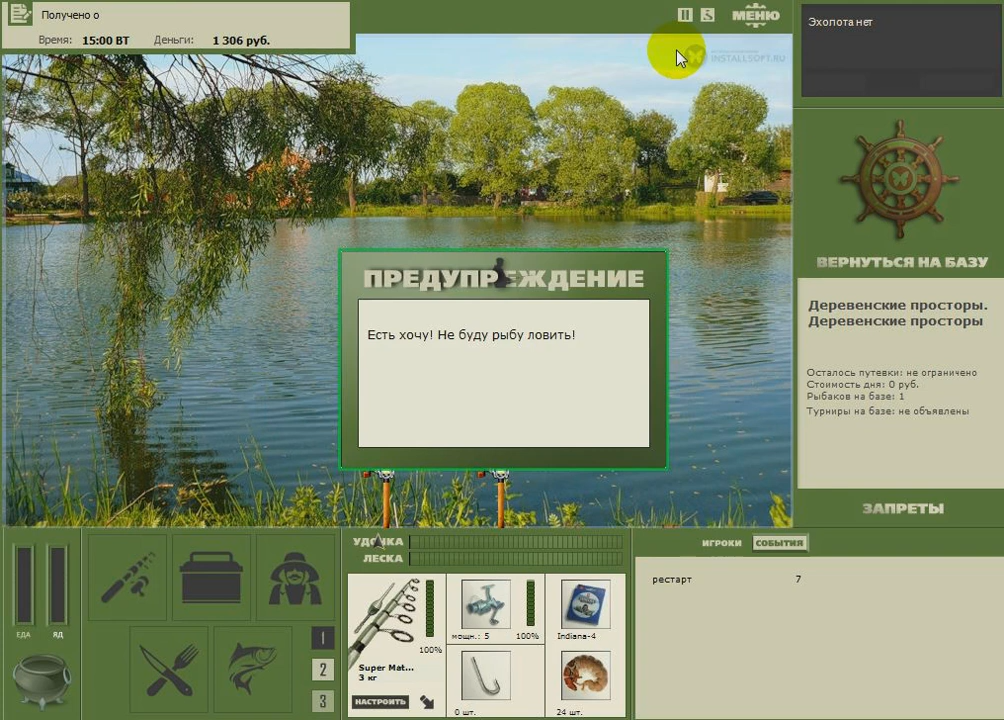 Получено о
Время: 15:00 ВТ Деньги: 1 306 руб.
МЕНЮ
Эхолота нет
INSTALLSOFT.RU
ВЕРНУТЬСЯ НА БАЗУ
ПРЕДУПРЕЖДЕНИЕ
Есть хочу! Не буду рыбу ловить!
Деревенские просторы.
Деревенские просторы
Осталось путевки: не ограничено
Стоимость дня: 0 руб.
Рыбаков на базе: 1
Турниры на базе: не объявлены
ЗАПРЕТЫ
УДОЧКА
ЛЕСКА
ИГРОКИ СОБЫТИЯ
рестарт 7
ЕДА ЯД
1
2
3
100%
Super Mat...
3 кг
НАСТРОИТЬ
мощн.: 5 100%
Indiana-4
0 шт.
24 шт.